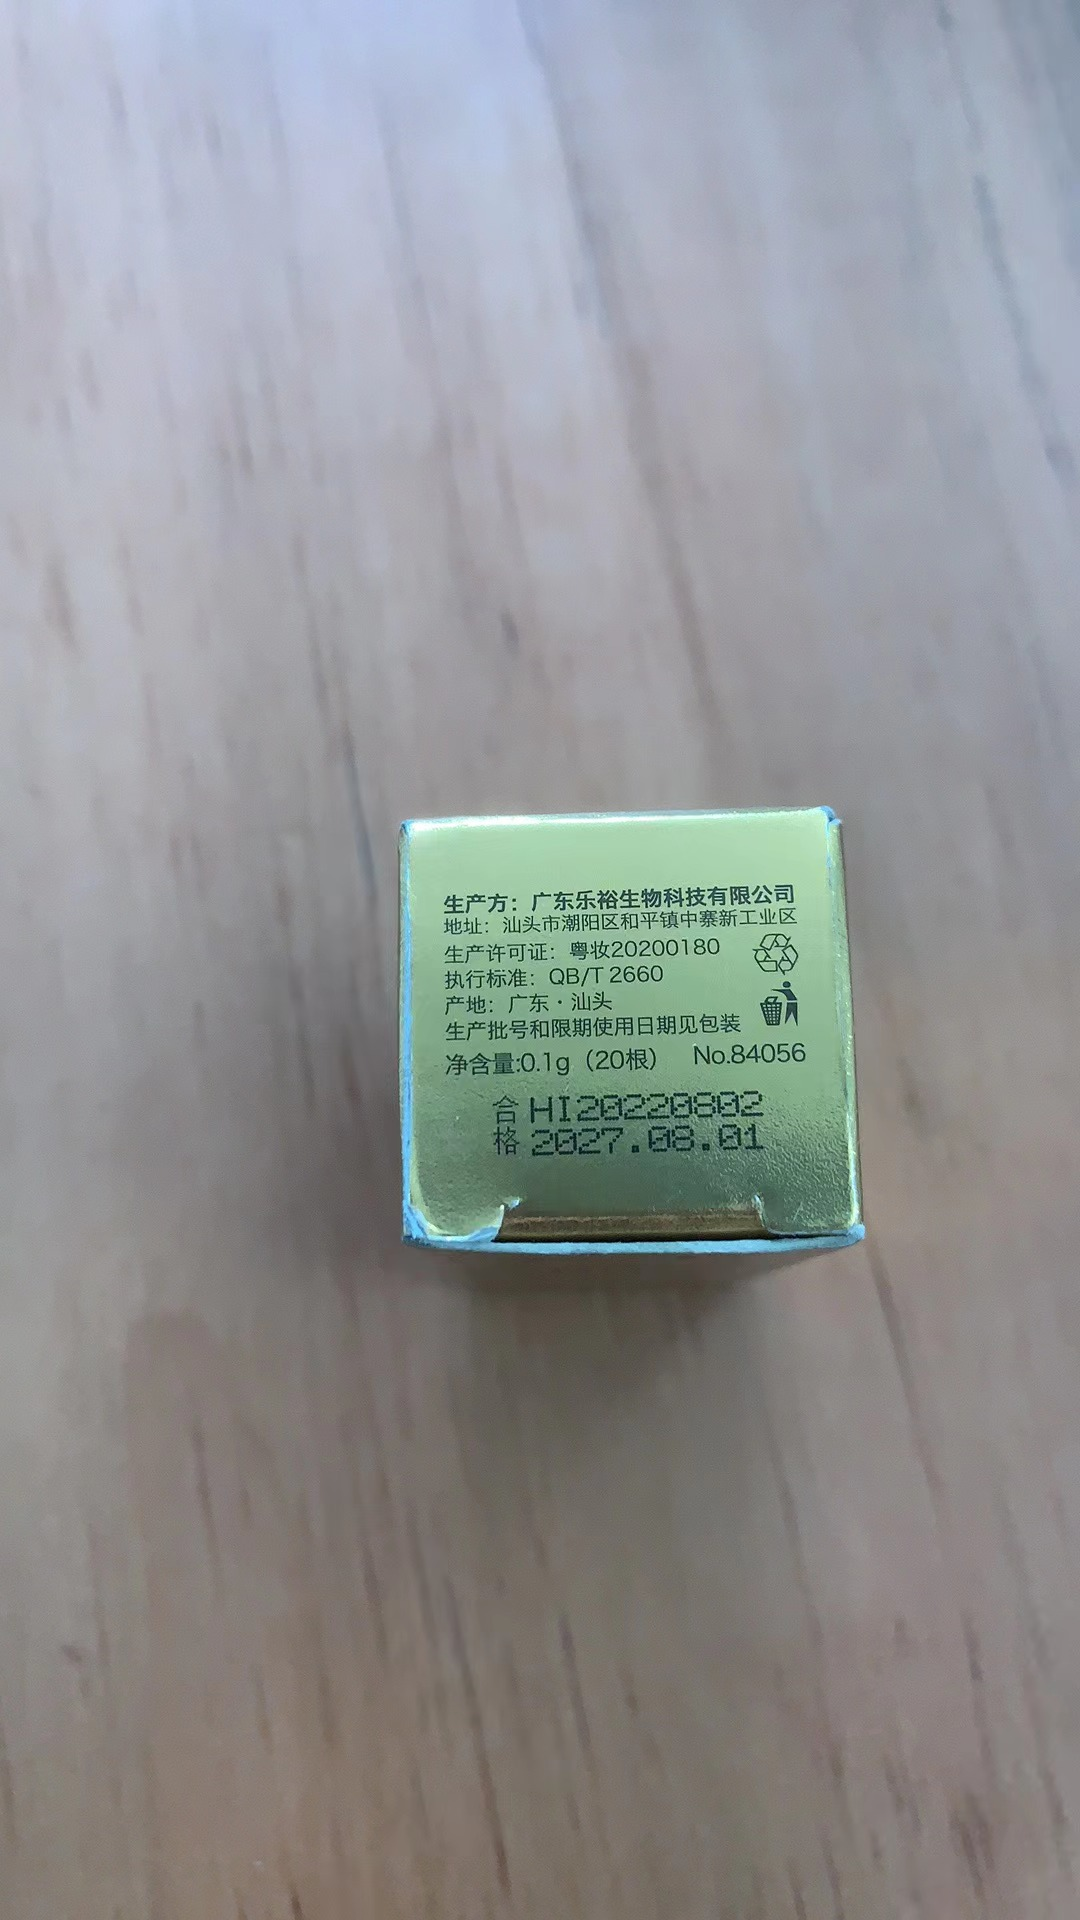 生产方：广东乐裕生物科技有限公司
地址：汕头市潮阳区和平镇中寨新工业区
生产许可证：粤妆20200180
执行标准：QB/T 2660
产地：广东·汕头
生产批号和限期使用日期见包装
净含量:0.1g（20根） No.84056
合格 HI20220802
2027.08.01